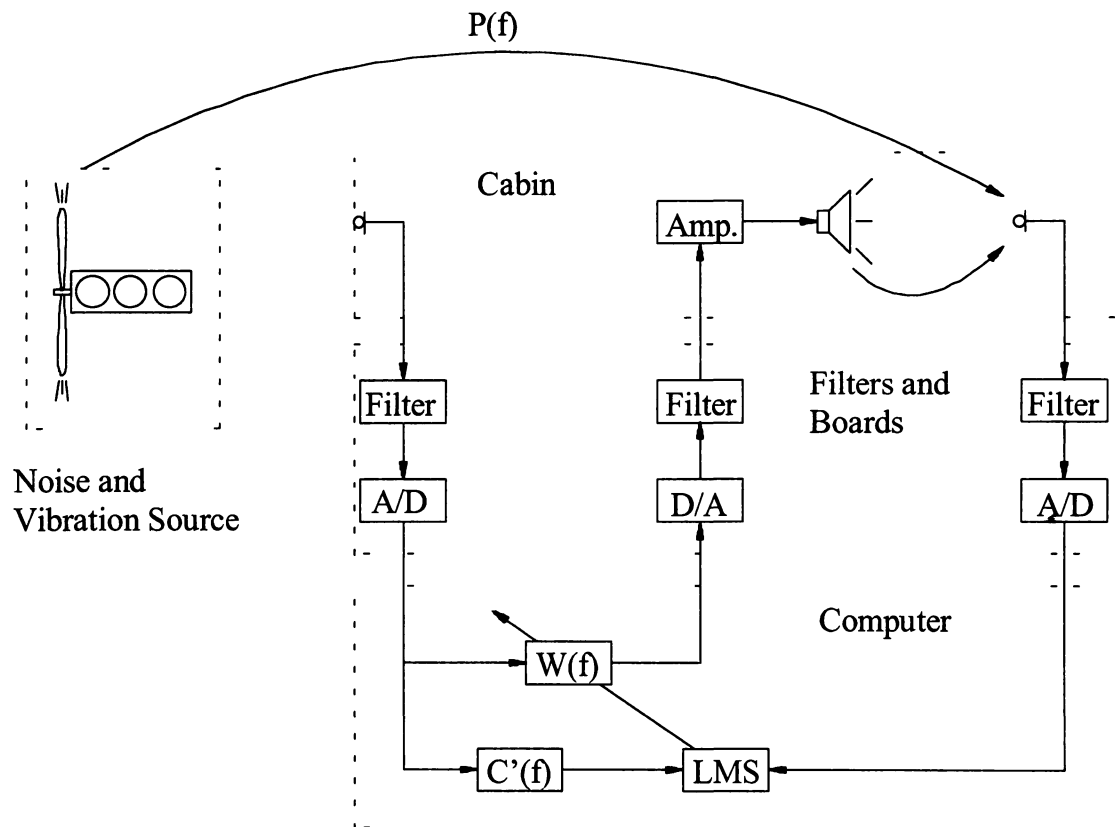 P(f)
Cabin
Amp.
Filter
Filter
Filters and
Boards
Filter
Noise and
Vibration Source
A/D
D/A
A/D
Computer
W(f)
C’(f)
LMS